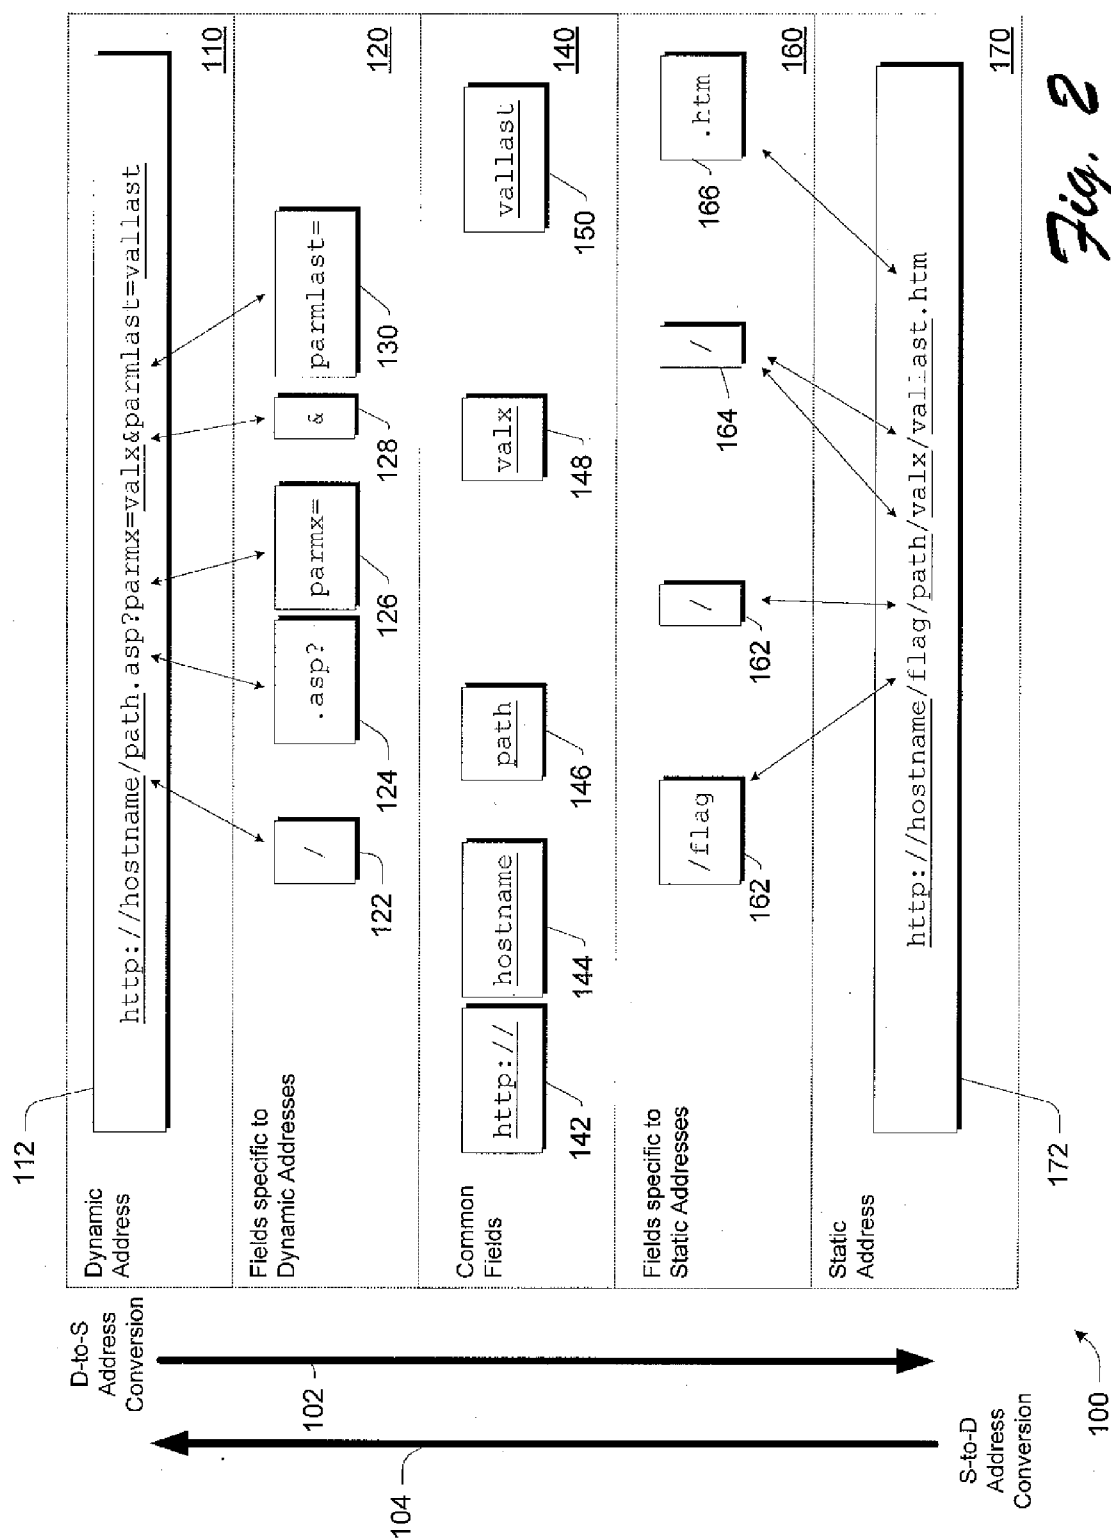 D-to-S
Address
Conversion
102
104
S-to-D
Address
Conversion
100
Dynamic
Address
112
http://hostname/path.asp?parmx=valx&parmlast=vallast
110
Fields specific to
Dynamic Addresses
/
122
.asp?
124
parmx=
126
&
128
parmlast=
130
120
Common
Fields
http://
142
hostname
144
path
146
valx
148
vallast
150
140
Fields specific to
Static Addresses
/flag
162
/
162
/
164
.htm
166
160
Static
Address
http://hostname/flag/path/valx/vallast.htm
172
170
Fig. 2